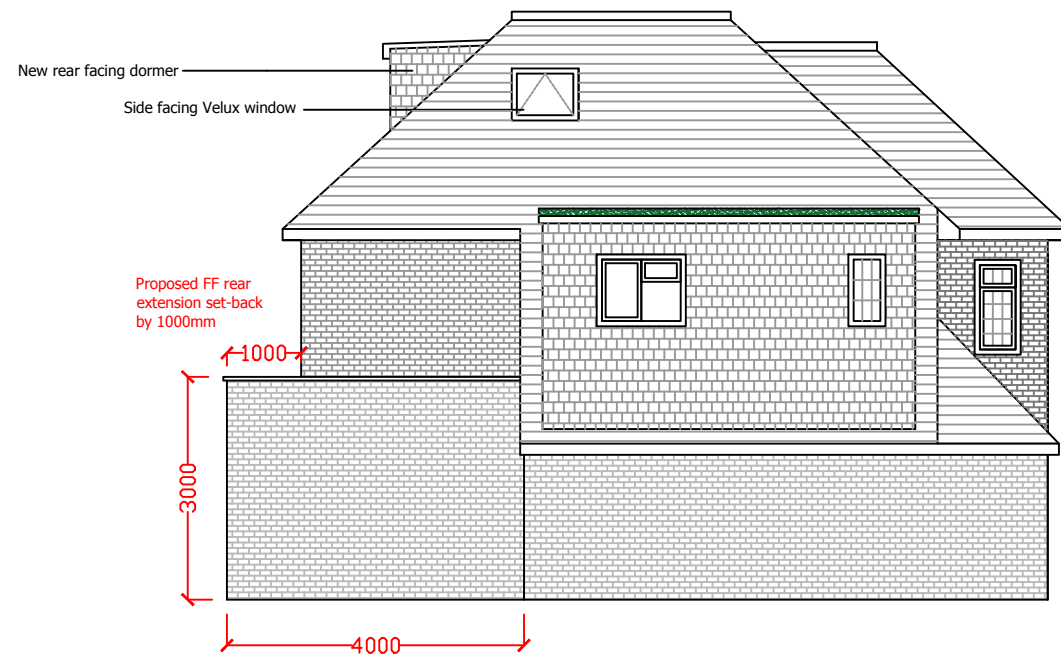 New rear facing dormer
Side facing Velux window
Proposed FF rear
extension set-back
by 1000mm
1000
3000
4000